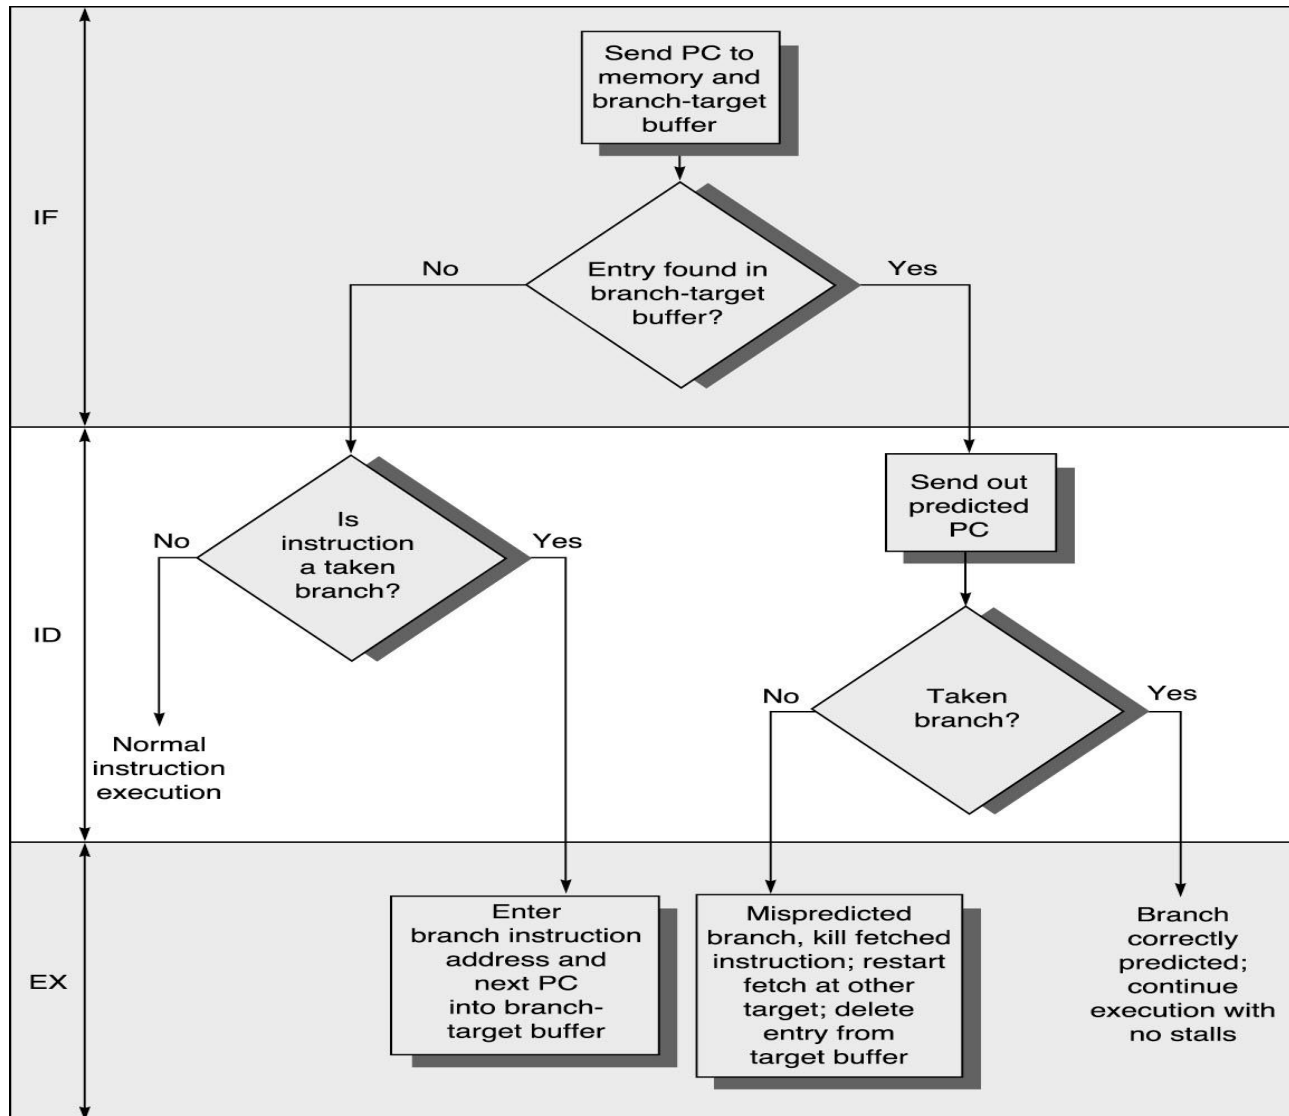 Send PC to
memory and
branch-target
buffer
IF
No
Entry found in
branch-target
buffer?
Yes
Is
instruction
a taken
branch?
No
Yes
Send out
predicted
PC
ID
No
Taken
branch?
Yes
Normal
instruction
execution
EX
Enter
branch instruction
address and
next PC
into branch-
target buffer
Mispredicted
branch, kill fetched
instruction; restart
fetch at other
target; delete
entry from
target buffer
Branch
correctly
predicted;
continue
execution with
no stalls